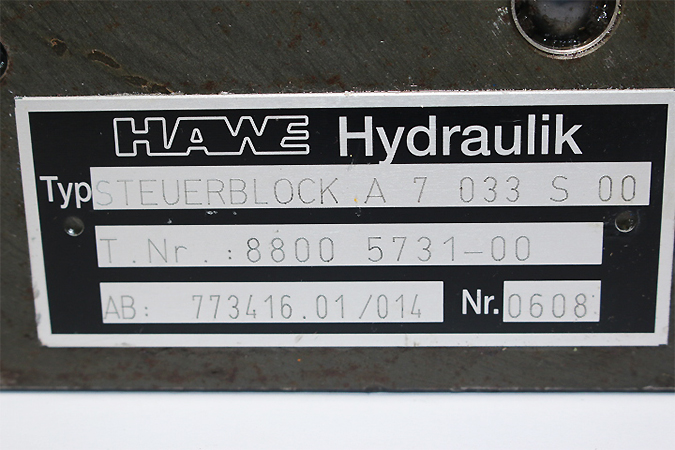 HAWE Hydraulik
Typ STEUERBLOCK A 7 033 S 00
T.Nr.:8800 5731-00
AB: 773416.01/014 Nr. 0608